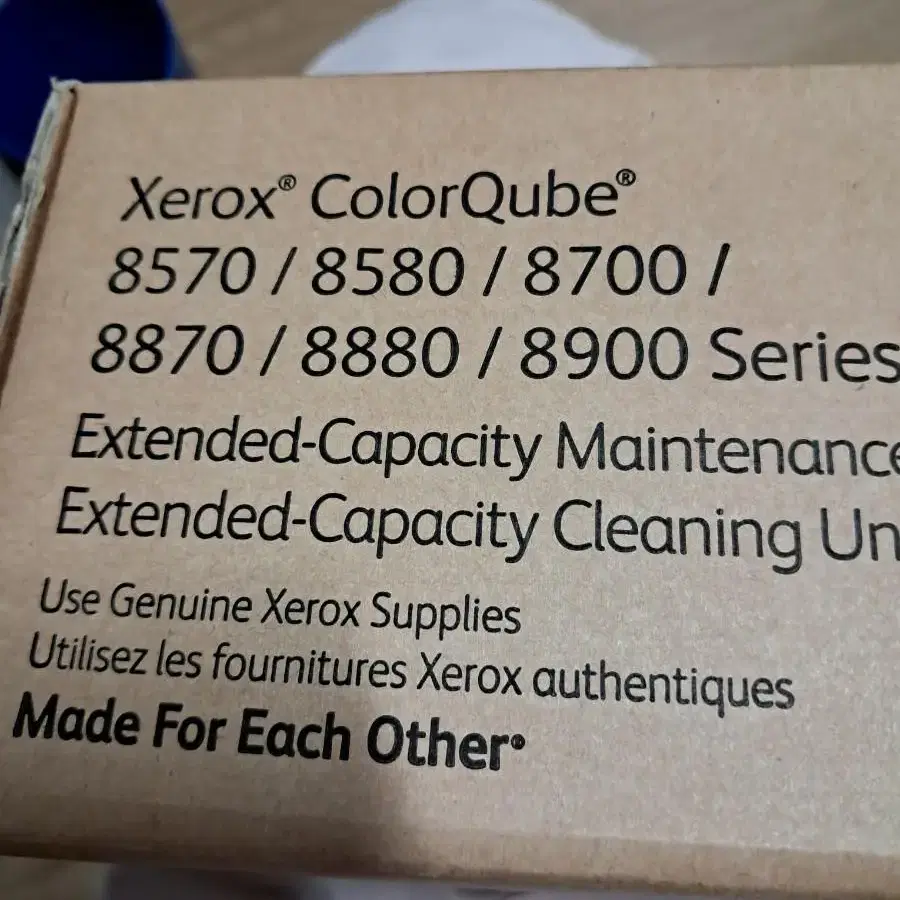 Xerox® ColorQube®
8570 / 8580 / 8700 /
8870 / 8880 / 8900 Series
Extended-Capacity Maintenance
Extended-Capacity Cleaning Un
Use Genuine Xerox Supplies
Utilisez les fournitures Xerox authentiques
Made For Each Other®